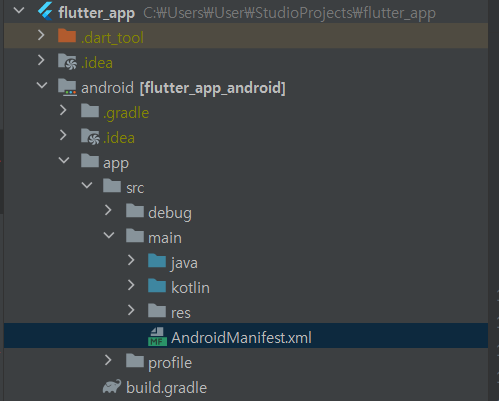 flutter_app C:₩Users₩User₩StudioProjects₩flutter_app
.dart_tool
.idea
android [flutter_app_android]
.gradle
.idea
app
src
debug
main
java
kotlin
res
MF AndroidManifest.xml
profile
build.gradle